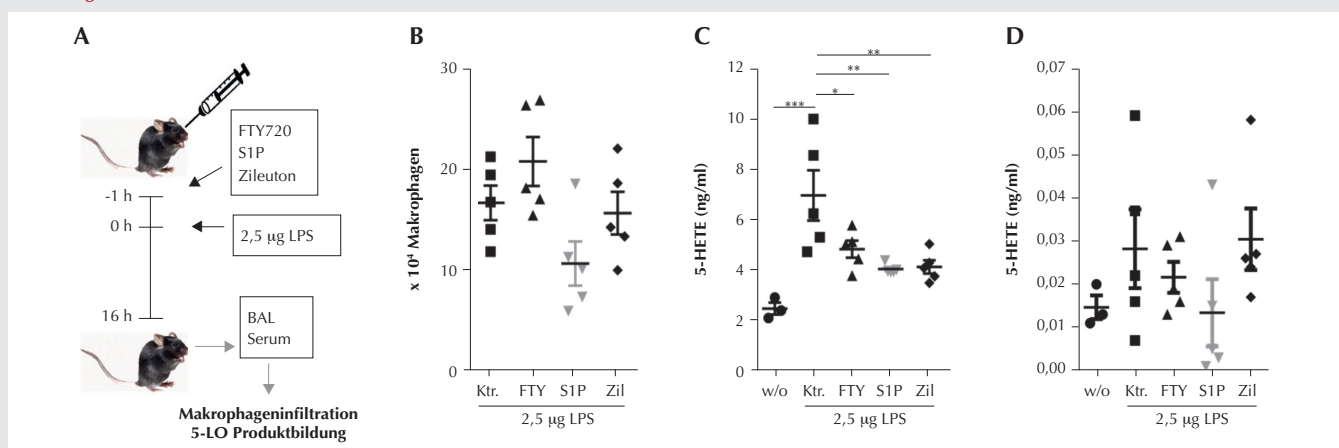 A
FTY720
S1P
Zileuton
-1 h
0 h
2,5 µg LPS
16 h
BAL
Serum
Makrophageninfiltration
5-LO Produktbildung
B
x 10⁴ Makrophagen
30
20
10
0
Ktr. FTY S1P Zil
2,5 µg LPS
C
5-HETE (ng/ml)
**
**
*
***
12
10
8
6
4
2
0
w/o Ktr. FTY S1P Zil
2,5 µg LPS
D
5-HETE (ng/ml)
0,07
0,06
0,05
0,04
0,03
0,02
0,01
0,00
w/o Ktr. FTY S1P Zil
2,5 µg LPS